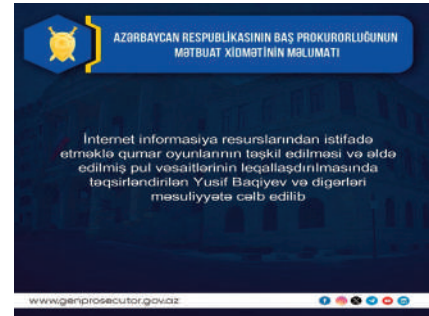 AZƏRBAYCAN RESPUBLİKASININ BAŞ PROKURORLUĞUNUN
MƏTBUAT XİDMƏTİNİN MƏLUMATI
İnternet informasiya resurslarından istifadə
etməklə qumar oyunlarının təşkil edilməsi və əldə
edilmiş pul vəsaitlərinin leqallaşdırılmasında
təqsirləndirilən Yusif Baqiyev və digərləri
məsuliyyətə cəlb edilib
www.genprosecutor.gov.az